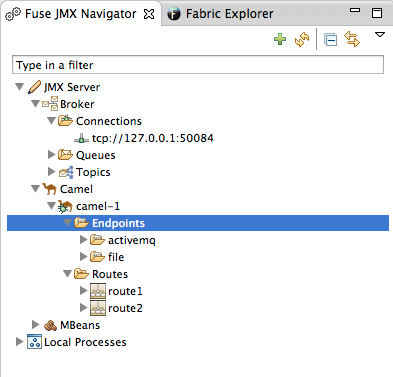 Fuse JMX Navigator Fabric Explorer
Type in a filter
JMX Server
Broker
Connections
tcp://127.0.0.1:50084
Queues
Topics
Camel
camel-1
Endpoints
activemq
file
Routes
route1
route2
MBeans
Local Processes